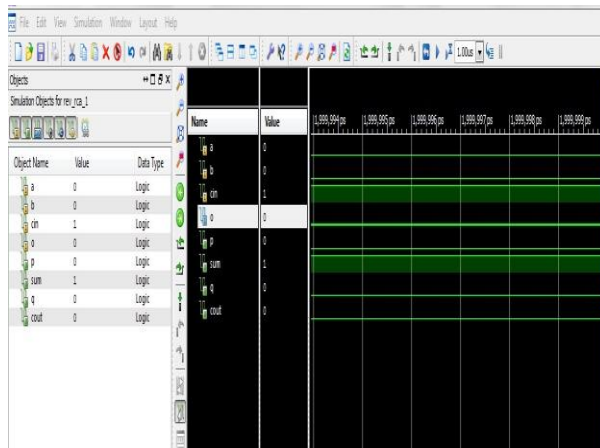 File Edit View Simulation Window Layout Help
1.00us
Objects
Simulation Objects for rev_rca_1
Object Name Value Data Type
a 0 Logic
b 0 Logic
cin 1 Logic
o 0 Logic
p 0 Logic
sum 1 Logic
q 0 Logic
cout 0 Logic
Name Value
1,999,994 ps 1,999,995 ps 1,999,996 ps 1,999,997 ps 1,999,998 ps 1,999,999 ps
a 0
b 0
cin 1
o 0
p 0
sum 1
q 0
cout 0